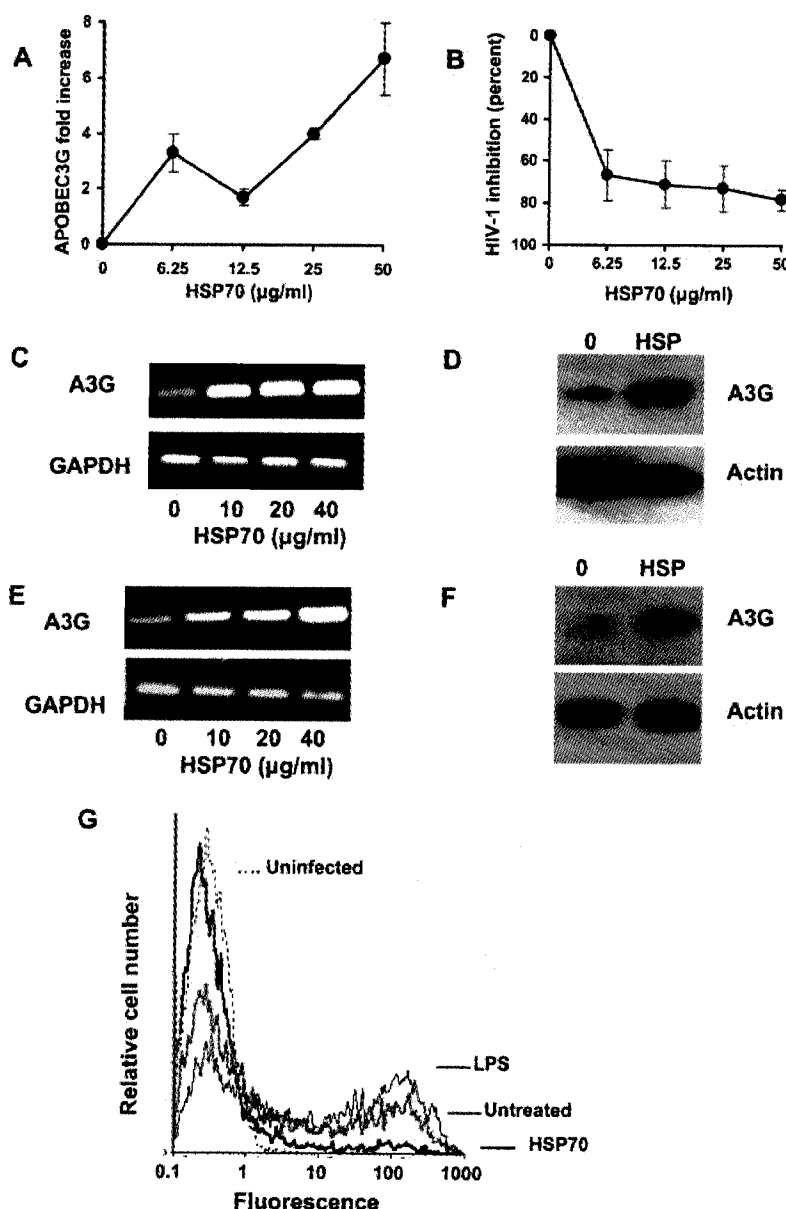 A
APOBEC3G fold increase
8
6
4
2
0
0 6.25 12.5 25 50
HSP70 (µg/ml)
B
HIV-1 inhibition (percent)
0
20
40
60
80
100
0 6.25 12.5 25 50
HSP70 (µg/ml)
C
A3G
GAPDH
0 10 20 40
HSP70 (µg/ml)
D
0 HSP
A3G
Actin
E
A3G
GAPDH
0 10 20 40
HSP70 (µg/ml)
F
0 HSP
A3G
Actin
G
Relative cell number
Uninfected
LPS
Untreated
HSP70
0.1 1 10 100 1000
Fluorescence